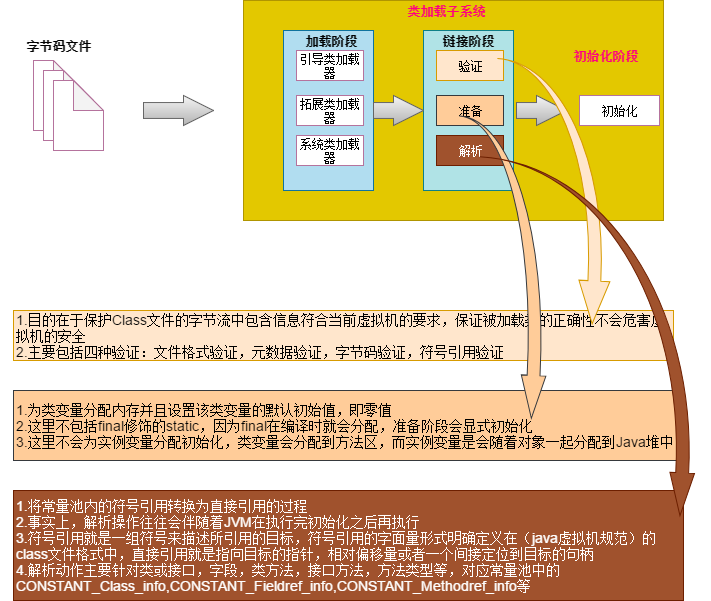 类加载子系统
字节码文件
加载阶段
引导类加载
器
拓展类加载
器
系统类加载
器
链接阶段
验证
准备
解析
初始化阶段
初始化
1.目的在于保护Class文件的字节流中包含信息符合当前虚拟机的要求，保证被加载的正确性不会危害虚
拟机的安全
2.主要包括四种验证：文件格式验证，元数据验证，字节码验证，符号引用验证
1.为类变量分配内存并且设置该类变量的默认初始值，即零值
2.这里不包括final修饰的static，因为final在编译时就会分配，准备阶段会显式初始化
3.这里不会为实例变量分配初始化，类变量会分配到方法区，而实例变量是会随着对象一起分配到Java堆中
1.将常量池内的符号引用转换为直接引用的过程
2.事实上，解析操作往往会伴随着JVM在执行完初始化之后再执行
3.符号引用就是一组符号来描述所引用的目标，符号引用的字面量形式明确定义在（java虚拟机规范）的
class文件格式中，直接引用就是指向目标的指针，相对偏移量或者一个间接定位到目标的句柄
4.解析动作主要针对类或接口，字段，类方法，接口方法，方法类型等，对应常量池中的
CONSTANT_Class_info,CONSTANT_Fieldref_info,CONSTANT_Methodref_info等